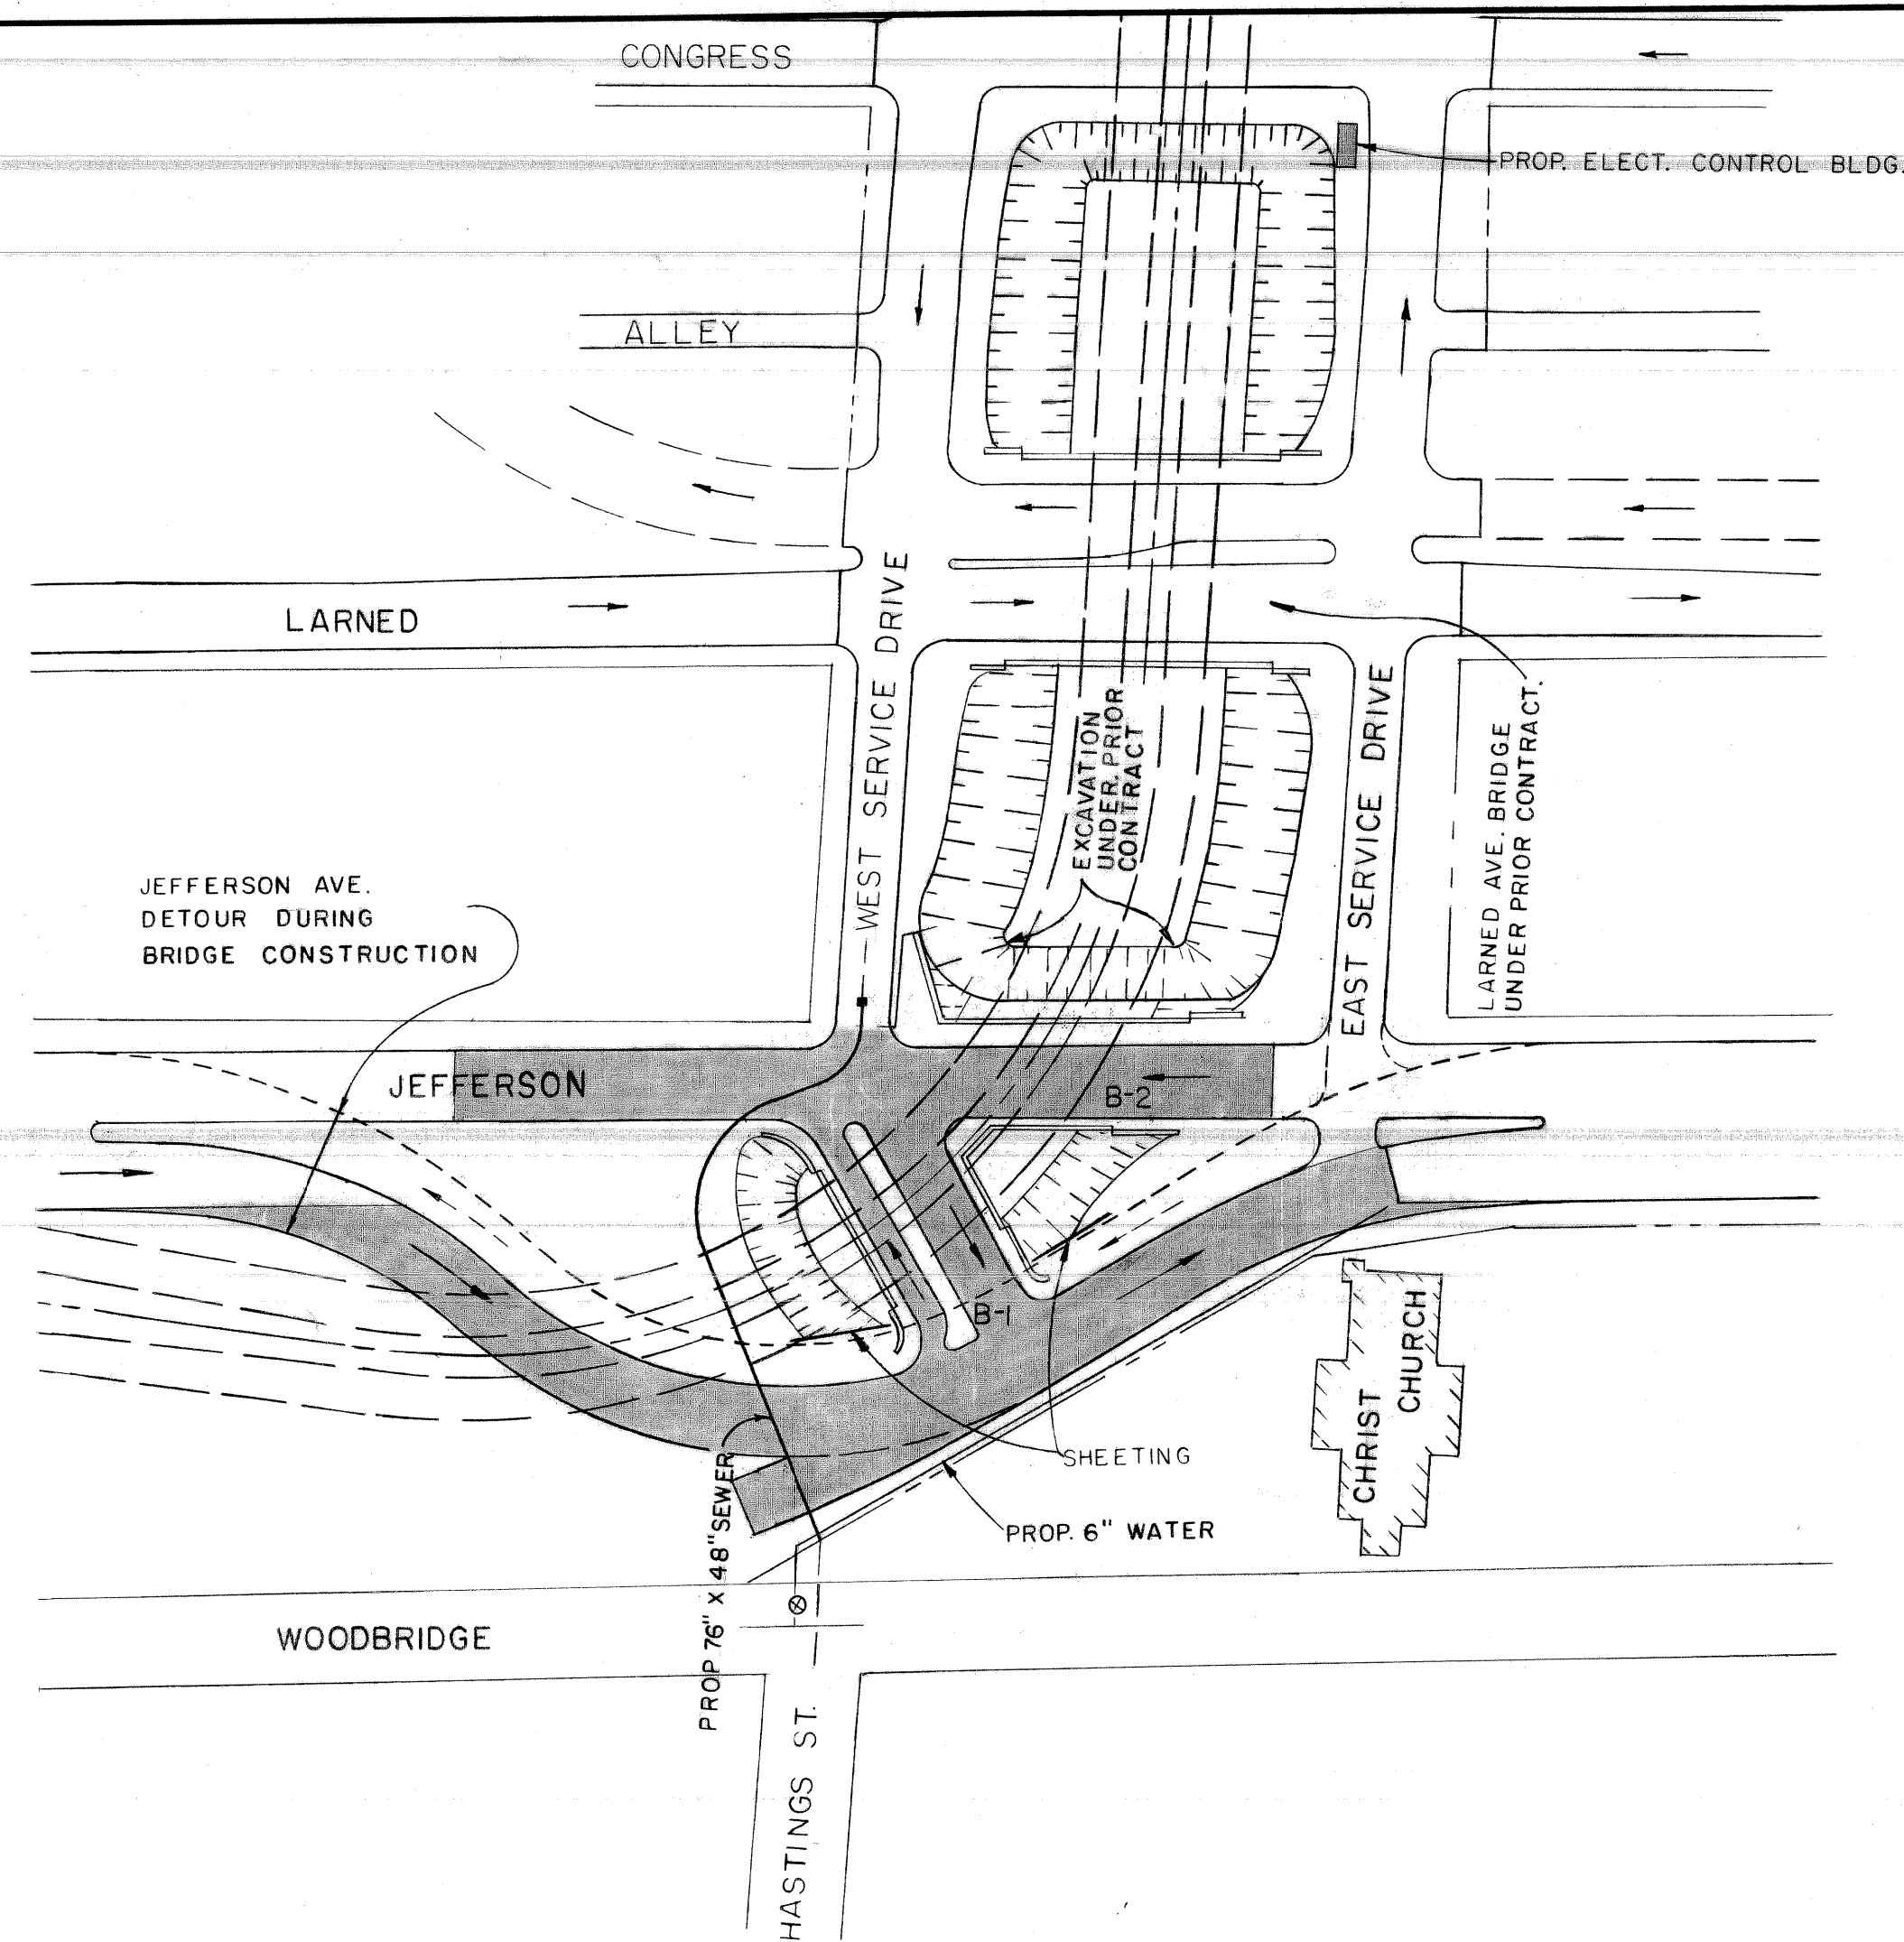 CONGRESS
PROP. ELECT. CONTROL BLDG.
ALLEY
LARNED
WEST SERVICE DRIVE
EXCAVATION
UNDER PRIOR
CONTRACT
EAST SERVICE DRIVE
LARNED AVE. BRIDGE
UNDER PRIOR CONTRACT.
JEFFERSON AVE.
DETOUR DURING
BRIDGE CONSTRUCTION
JEFFERSON
B-2
B-1
CHRIST
CHURCH
SHEETING
PROP. 6" WATER
PROP 76" X 48" SEWER
WOODBRIDGE
HASTINGS ST.